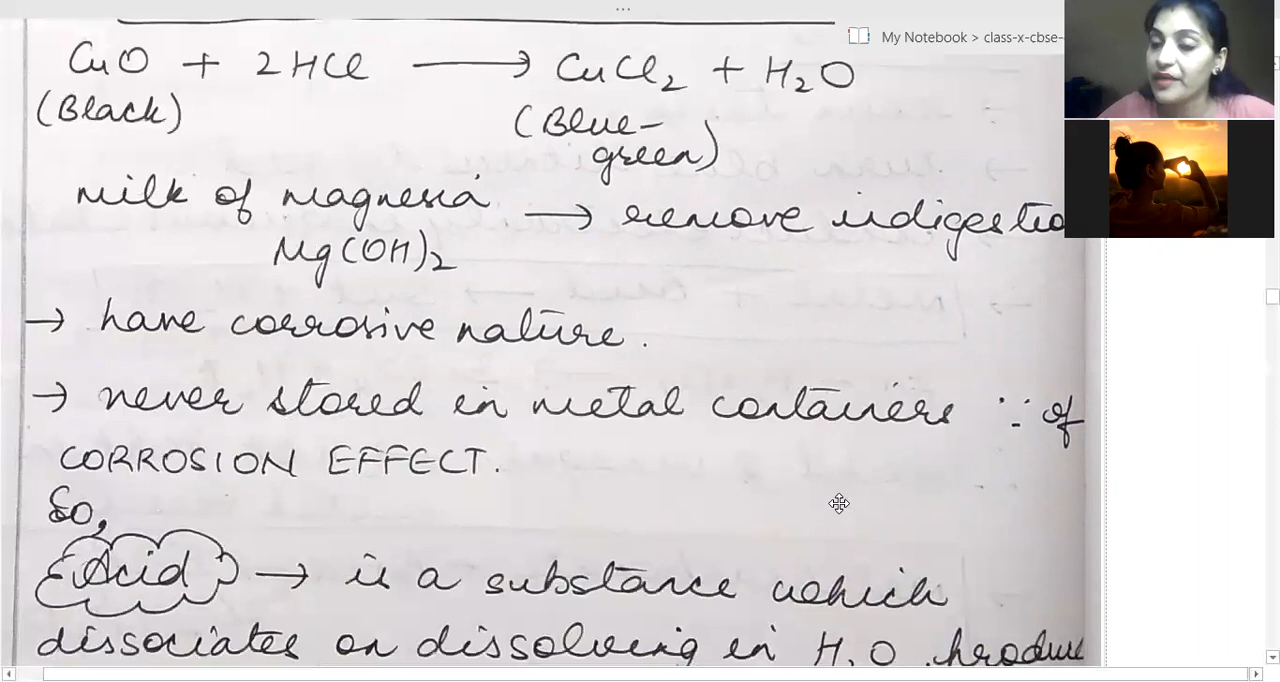 ...
My Notebook > class-x-cbse-
CuO + 2HCl → CuCl₂ + H₂O
(Black) (Blue-
green)
milk of magnesia → remove indigestio
Mg(OH)₂
→ have corrosive nature.
→ never stored in metal containers ∵ of
CORROSION EFFECT.
So,
Acid → is a substance which
dissociates on dissolving in H₂O produce